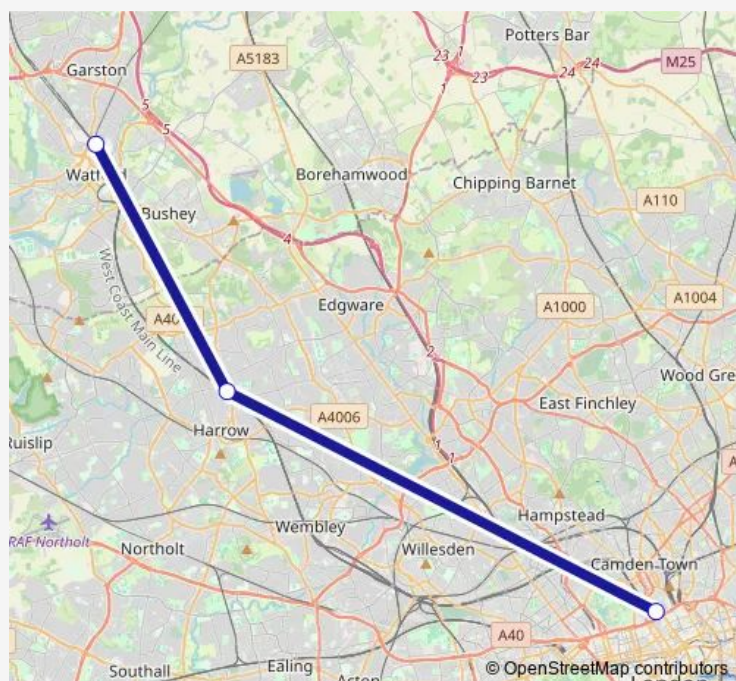 Potters Bar
A5183
23
1
24
24
M25
Garston
23
1
5
5
Borehamwood
Chipping Barnet
A110
Bushey
4
West Coast Main Line
Edgware
A1000
A1004
2
Wood Gre
East Finchley
A4006
Harrow
Ruislip
1
1
Hampstead
Wembley
RAF Northolt
Northolt
Willesden
Camden Town
A40
Southall
Ealing
Acton
© OpenStreetMap contributors